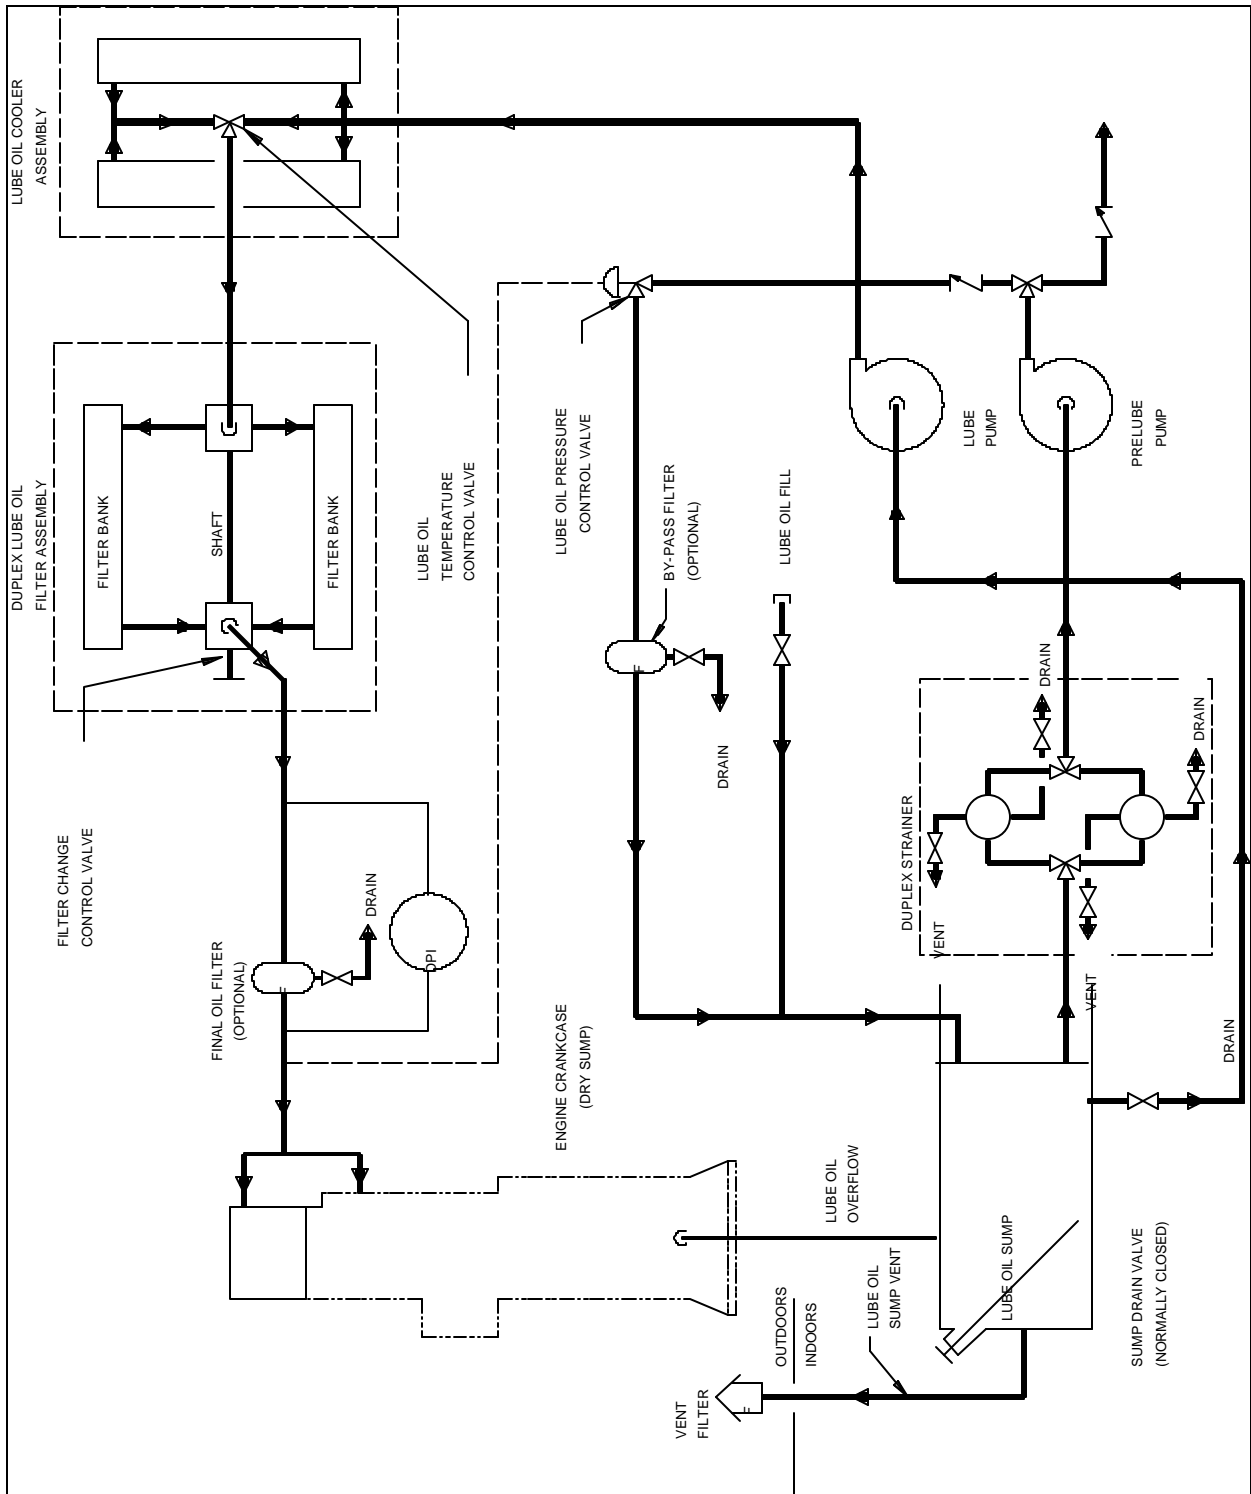 LUBE OIL COOLER
ASSEMBLY
DUPLEX LUBE OIL
FILTER ASSEMBLY
FILTER BANK
SHAFT
FILTER BANK
LUBE OIL
TEMPERATURE
CONTROL VALVE
LUBE OIL PRESSURE
CONTROL VALVE
BY-PASS FILTER
(OPTIONAL)
F
DRAIN
LUBE OIL FILL
LUBE
PUMP
PRELUBE
PUMP
FILTER CHANGE
CONTROL VALVE
FINAL OIL FILTER
(OPTIONAL)
F
DRAIN
DPI
DUPLEX STRAINER
DRAIN
DRAIN
VENT
VENT
DRAIN
ENGINE CRANKCASE
(DRY SUMP)
LUBE OIL
OVERFLOW
LUBE OIL
SUMP VENT
LUBE OIL SUMP
OUTDOORS
INDOORS
VENT
FILTER
F
SUMP DRAIN VALVE
(NORMALLY CLOSED)